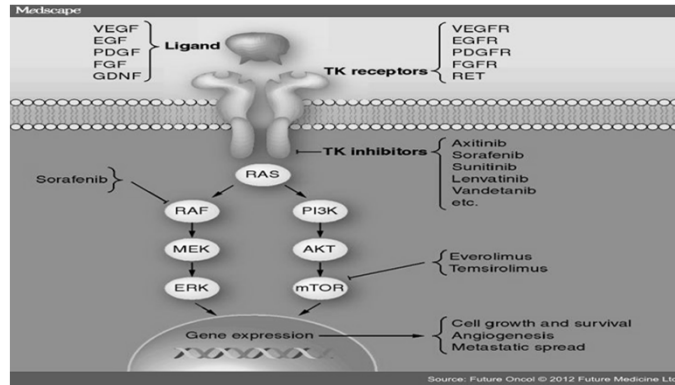 Medscape
VEGF
EGF
PDGF
FGF
GDNF
Ligand
VEGFR
EGFR
PDGFR
FGFR
RET
TK receptors
TK inhibitors
Axitinib
Sorafenib
Sunitinib
Lenvatinib
Vandetanib
etc.
RAS
Sorafenib
RAF
PI3K
MEK
AKT
Everolimus
Temsirolimus
ERK
mTOR
Gene expression
Cell growth and survival
Angiogenesis
Metastatic spread
Source: Future Oncol © 2012 Future Medicine Ltd